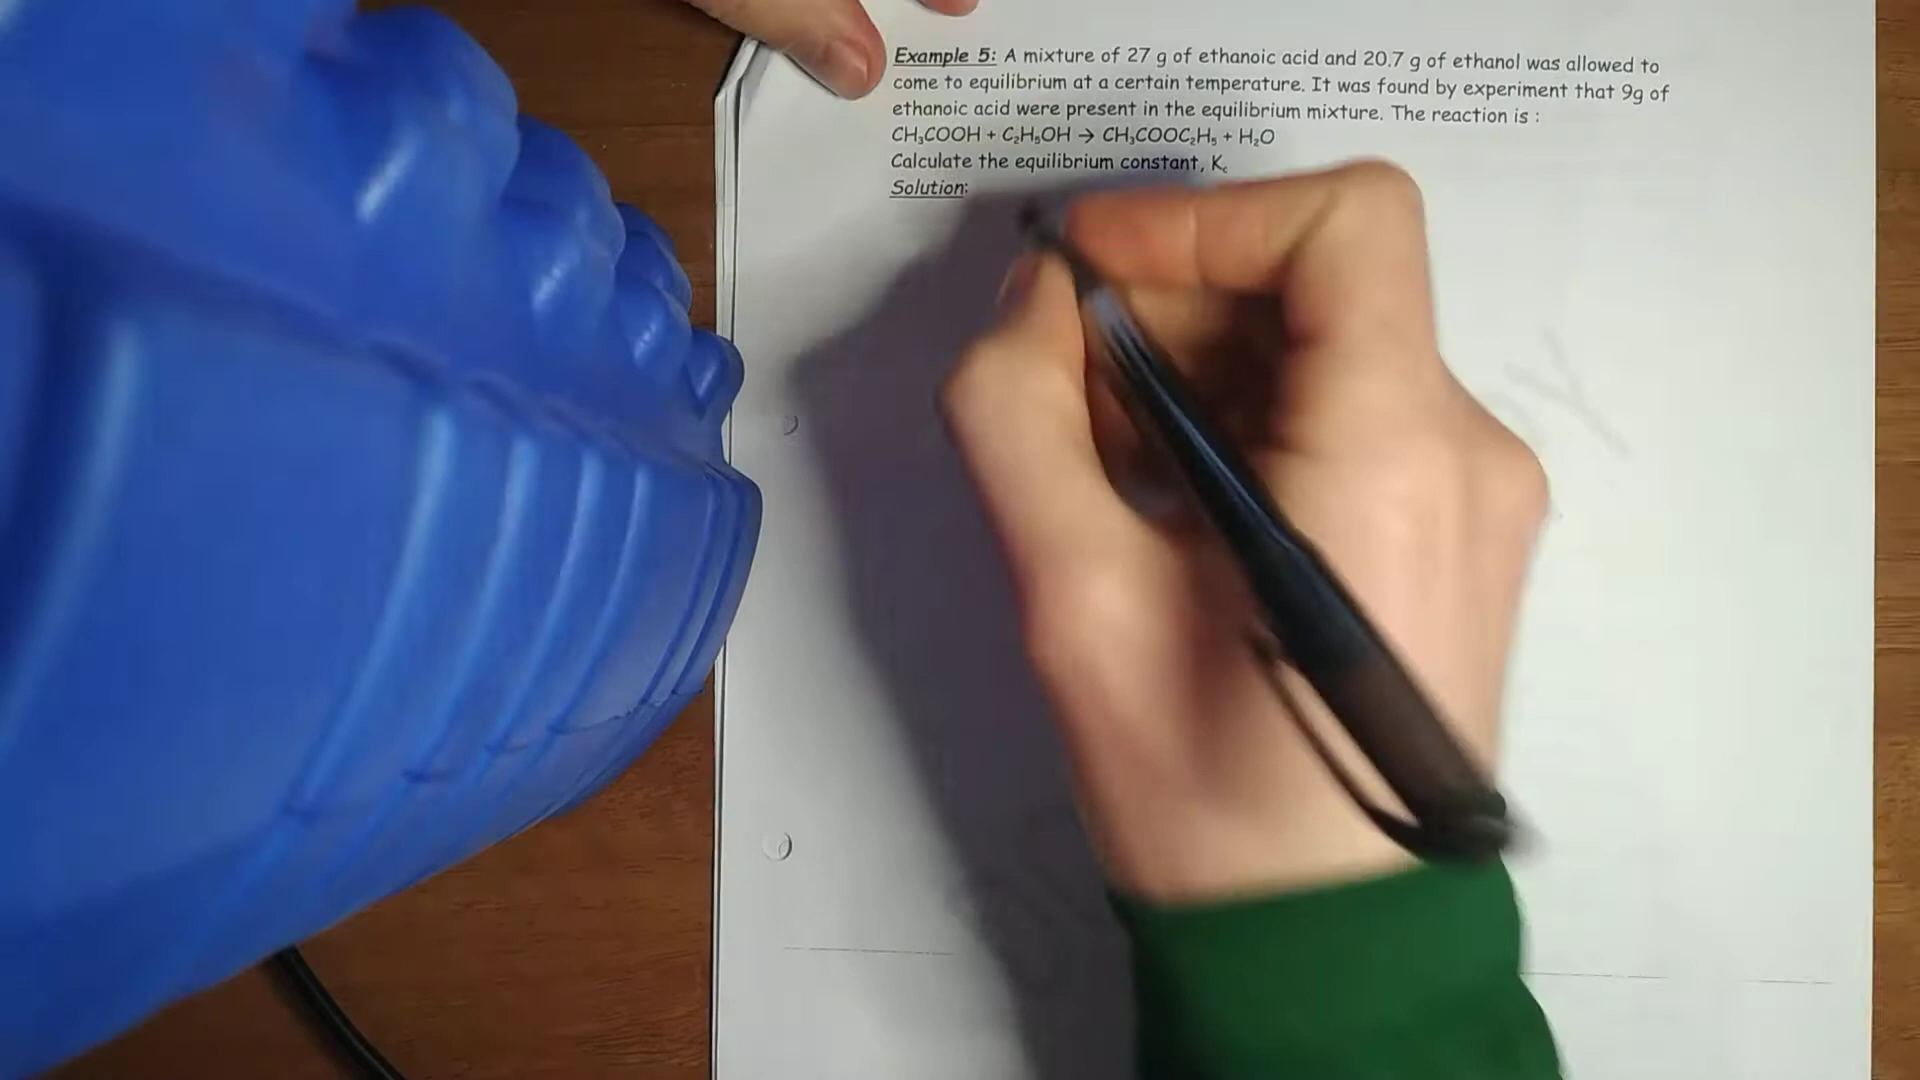 Example 5: A mixture of 27 g of ethanoic acid and 20.7 g of ethanol was allowed to
come to equilibrium at a certain temperature. It was found by experiment that 9g of
ethanoic acid were present in the equilibrium mixture. The reaction is :
CH₃COOH + C₂H₅OH → CH₃COOC₂H₅ + H₂O
Calculate the equilibrium constant, Kc
Solution: